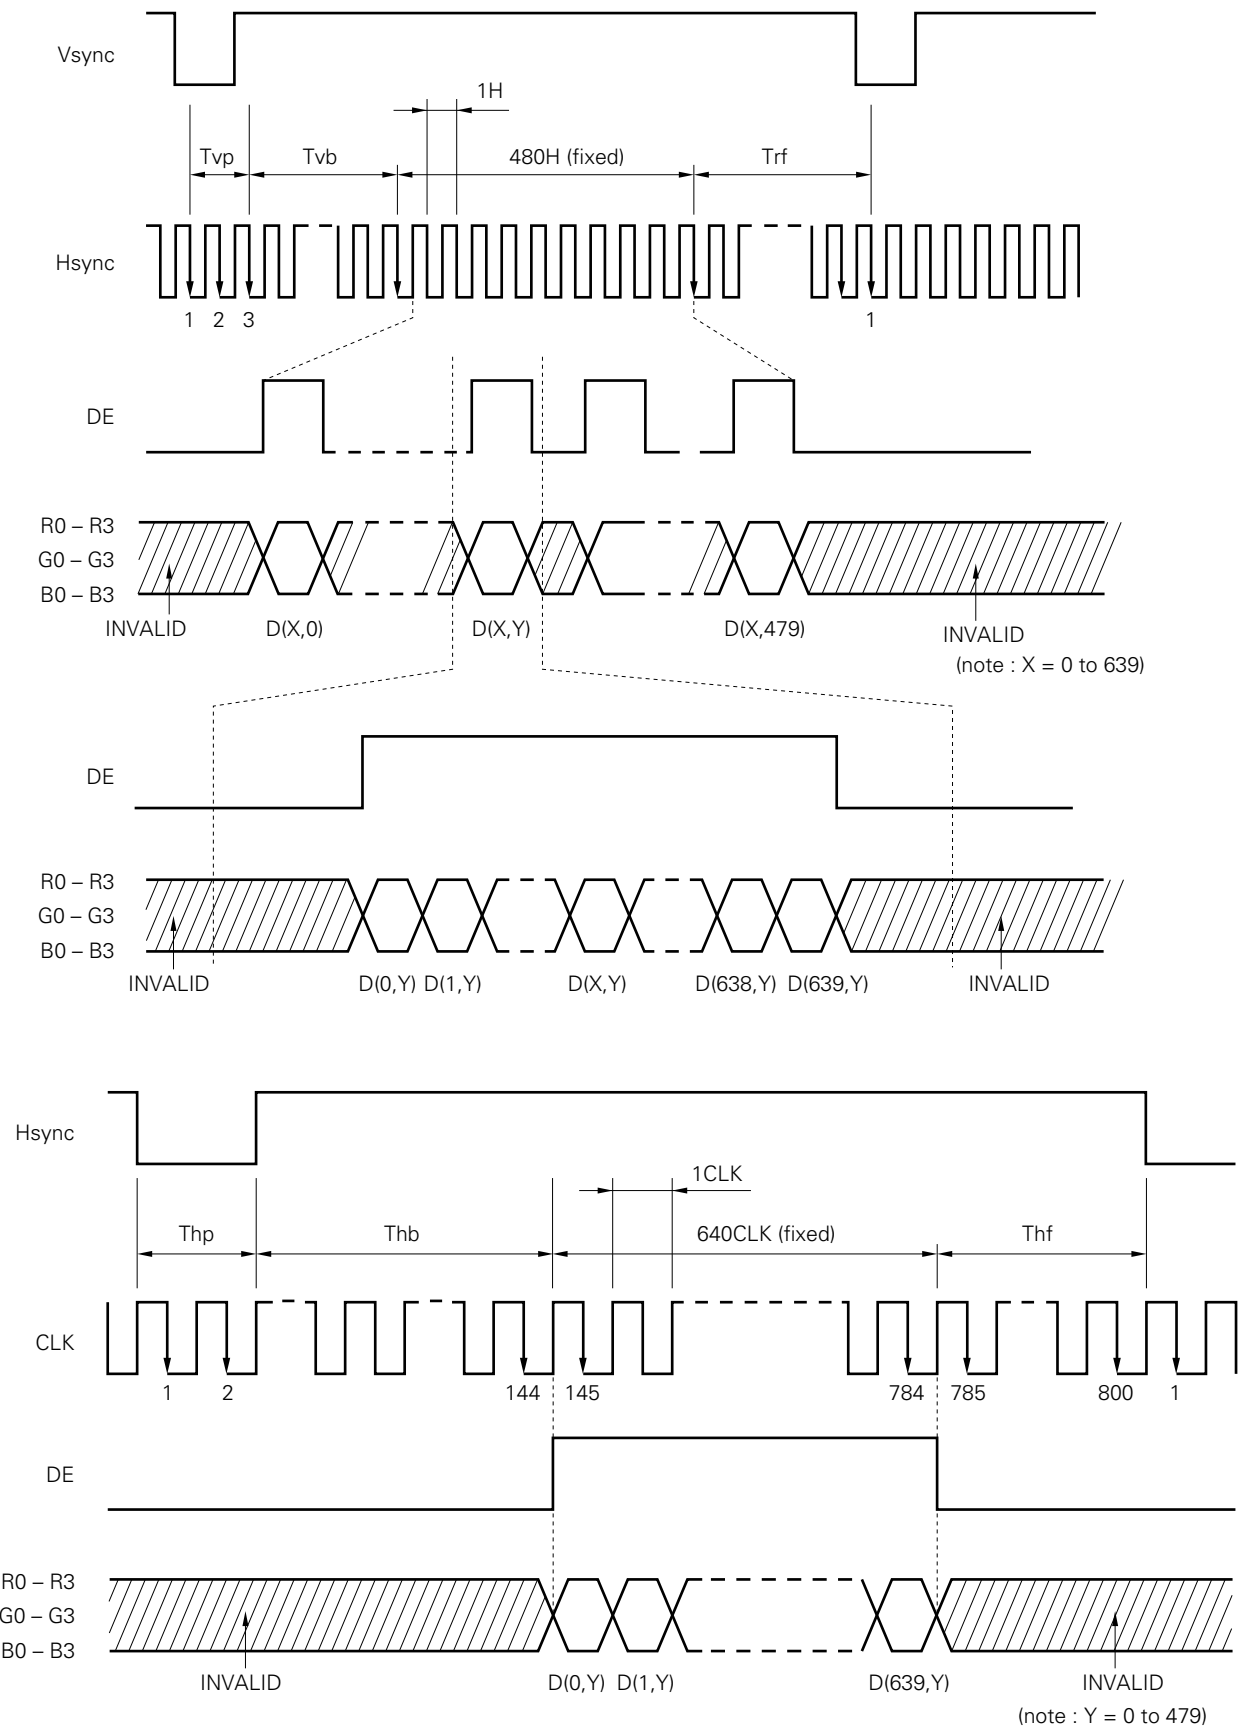 Vsync
1H
Tvp
Tvb
480H (fixed)
Trf
Hsync
1 2 3
1
DE
R0 – R3
G0 – G3
B0 – B3
INVALID
D(X,0)
D(X,Y)
D(X,479)
INVALID
(note : X = 0 to 639)
DE
R0 – R3
G0 – G3
B0 – B3
INVALID
D(0,Y) D(1,Y)
D(X,Y)
D(638,Y) D(639,Y)
INVALID
Hsync
1CLK
Thp
Thb
640CLK (fixed)
Thf
CLK
1
2
144
145
784
785
800
1
DE
R0 – R3
G0 – G3
B0 – B3
INVALID
D(0,Y) D(1,Y)
D(639,Y)
INVALID
(note : Y = 0 to 479)